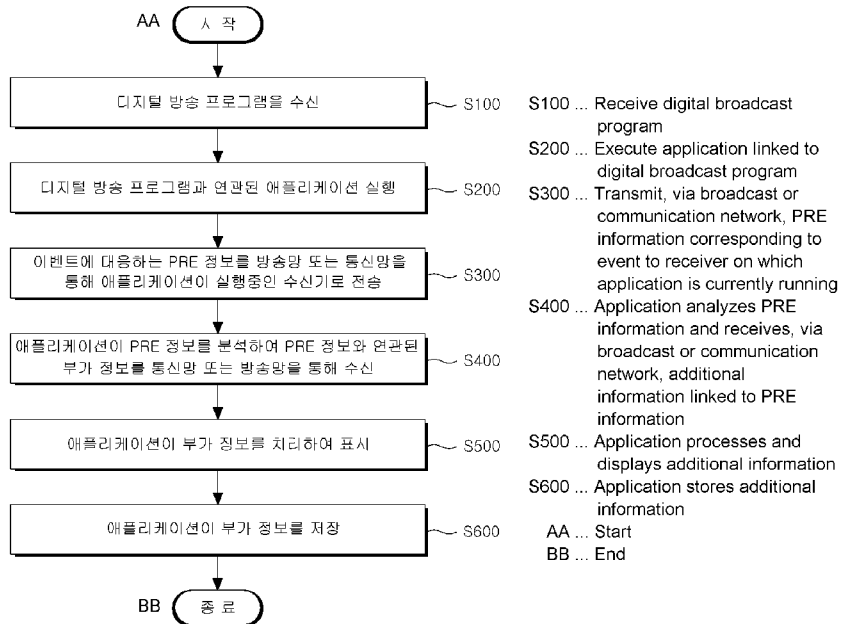 AA 시 작
디지털 방송 프로그램을 수신
S100
디지털 방송 프로그램과 연관된 애플리케이션 실행
S200
이벤트에 대응하는 PRE 정보를 방송망 또는 통신망을
통해 애플리케이션이 실행중인 수신기로 전송
S300
애플리케이션이 PRE 정보를 분석하여 PRE 정보와 연관된
부가 정보를 통신망 또는 방송망을 통해 수신
S400
애플리케이션이 부가 정보를 처리하여 표시
S500
애플리케이션이 부가 정보를 저장
S600
BB 종 료
S100 ... Receive digital broadcast
program
S200 ... Execute application linked to
digital broadcast program
S300 ... Transmit, via broadcast or
communication network, PRE
information corresponding to
event to receiver on which
application is currently running
S400 ... Application analyzes PRE
information and receives, via
broadcast or communication
network, additional
information linked to PRE
information
S500 ... Application processes and
displays additional information
S600 ... Application stores additional
information
AA ... Start
BB ... End